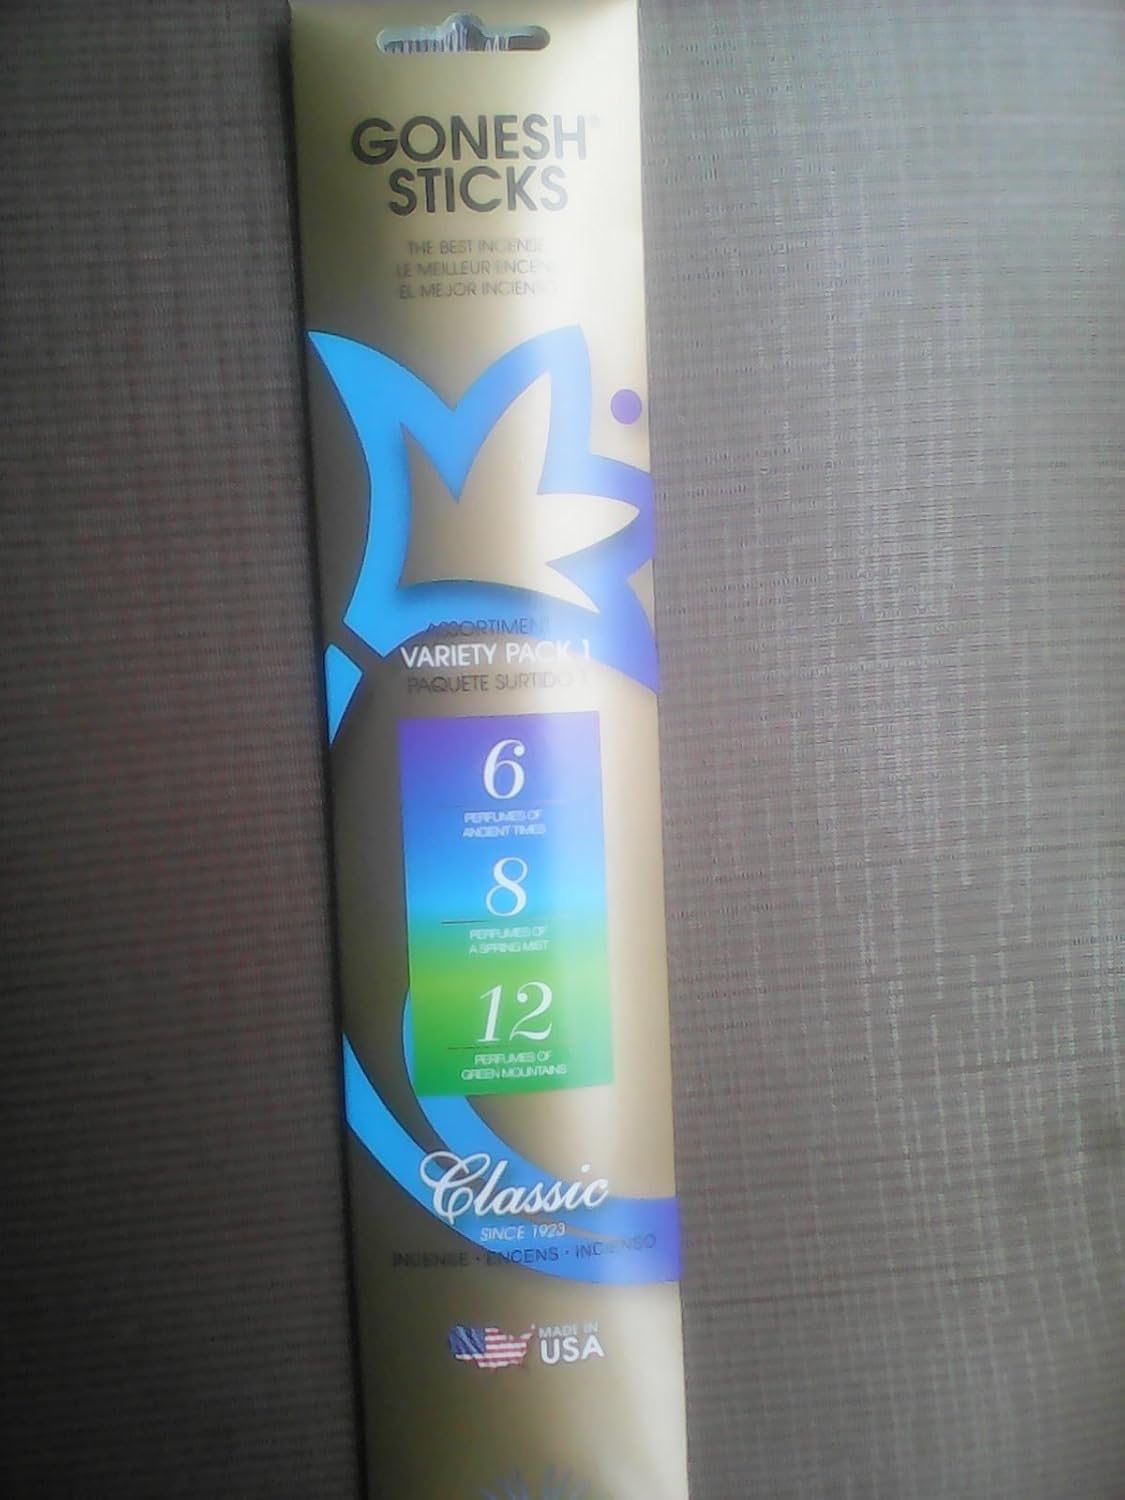 GONESH®
STICKS
THE BEST INCENSE
LE MEILLEUR ENCENS
EL MEJOR INCIENSO
ASSORTIMENT
VARIETY PACK 1
PAQUETE SURTIDO 1
6
PERFUMES OF
ANCIENT TIMES
8
PERFUMES OF
A SPRING MIST
12
PERFUMES OF
GREEN MOUNTAINS
Classic
SINCE 1923
INCENSE • ENCENS • INCIENSO
MADE IN
USA